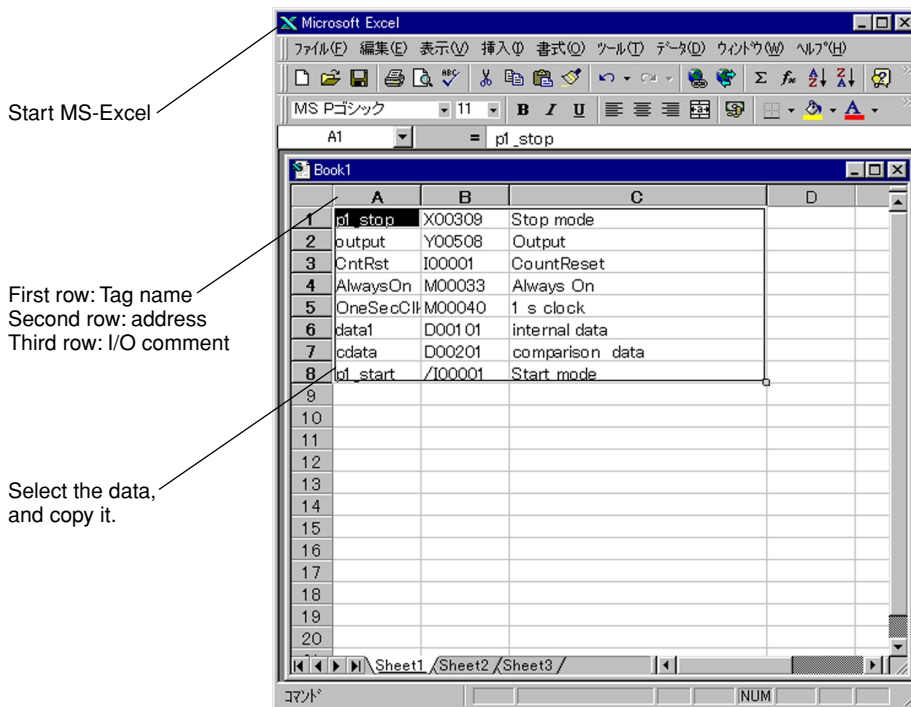 Microsoft Excel
ファイル(F) 編集(E) 表示(V) 挿入(I) 書式(O) ツール(T) データ(D) ウィンドウ(W) ヘルプ(H)
MS Pゴシック 11 B I U
A1 = p1_stop
Start MS-Excel
Book1
A B C D
1 p1_stop X00309 Stop mode
2 output Y00508 Output
3 CntRst I00001 CountReset
4 AlwaysOn M00033 Always On
5 OneSecClk M00040 1 s clock
6 data1 D00101 internal data
7 cdata D00201 comparison data
8 p1_start /I00001 Start mode
9
10
11
12
13
14
15
16
17
18
19
20
First row: Tag name
Second row: address
Third row: I/O comment
Select the data,
and copy it.
Sheet1 Sheet2 Sheet3
コマンド NUM